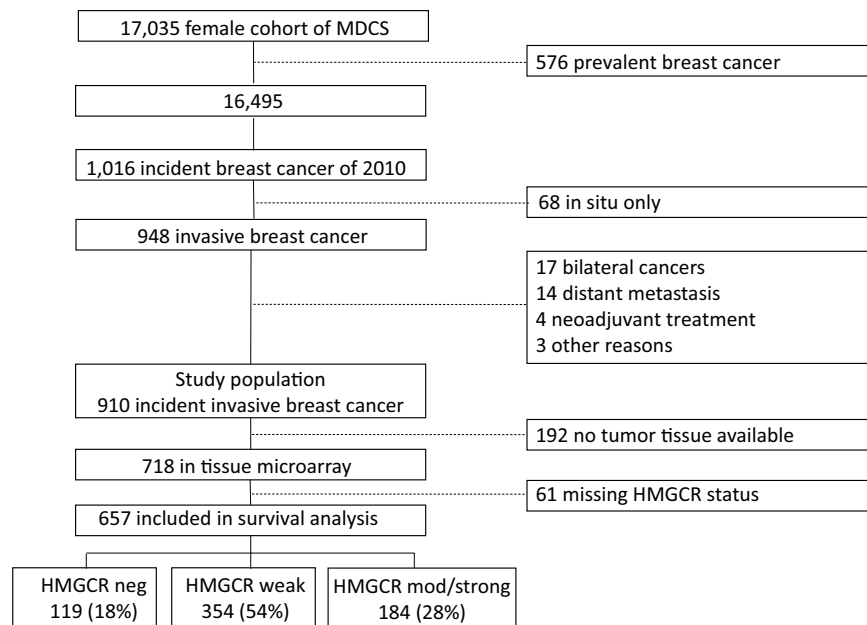 17,035 female cohort of MDCS
576 prevalent breast cancer
16,495
1,016 incident breast cancer of 2010
68 in situ only
948 invasive breast cancer
17 bilateral cancers
14 distant metastasis
4 neoadjuvant treatment
3 other reasons
Study population
910 incident invasive breast cancer
192 no tumor tissue available
718 in tissue microarray
61 missing HMGCR status
657 included in survival analysis
HMGCR neg
119 (18%)
HMGCR weak
354 (54%)
HMGCR mod/strong
184 (28%)